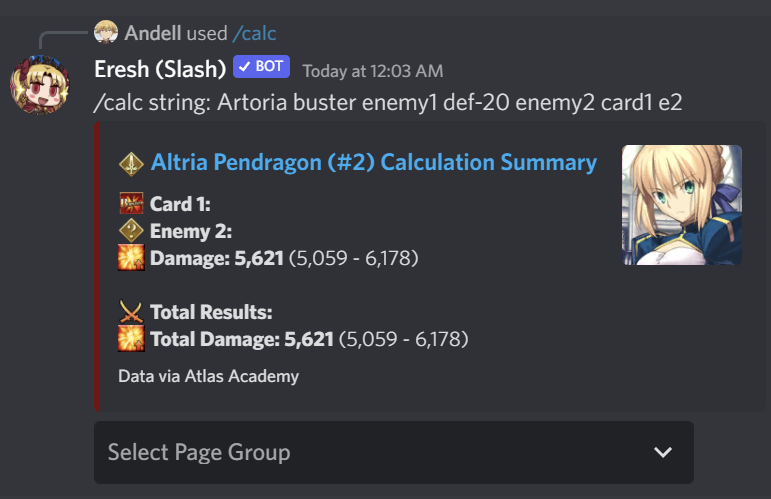 Andell used /calc
Eresh (Slash) ✓ BOT Today at 12:03 AM
/calc string: Artoria buster enemy1 def-20 enemy2 card1 e2
Altria Pendragon (#2) Calculation Summary
Card 1:
Enemy 2:
Damage: 5,621 (5,059 - 6,178)
Total Results:
Total Damage: 5,621 (5,059 - 6,178)
Data via Atlas Academy
Select Page Group